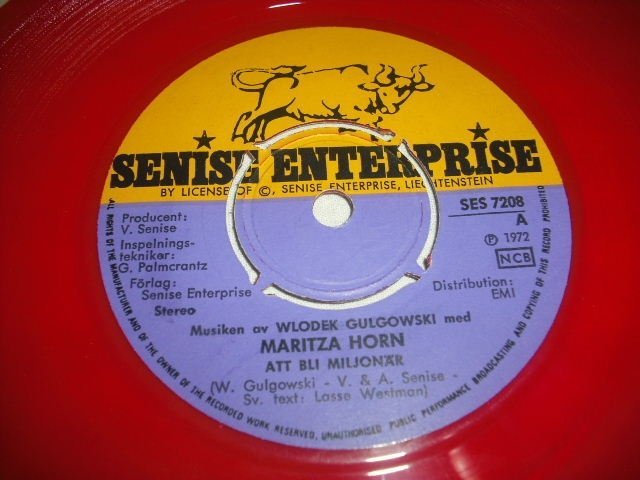 SENISE ENTERPRISE
BY LICENSE OF ©, SENISE ENTERPRISE, LIECHTENSTEIN
Producent:
V. Senise
Inspelnings-
tekniker:
G. Palmcrantz
Förlag:
Senise Enterprise
Stereo
SES 7208
A
℗ 1972
NCB
Distribution:
EMI
Musiken av WLODEK GULGOWSKI med
MARITZA HORN
ATT BLI MILJONÄR
(W. Gulgowski - V. & A. Senise -
Sv. text: Lasse Westman)
ALL RIGHTS OF THE MANUFACTURER AND OF THE OWNER OF THE RECORDED WORK RESERVED, UNAUTHORISED PUBLIC PERFORMANCE, BROADCASTING AND COPYING OF THIS RECORD PROHIBITED